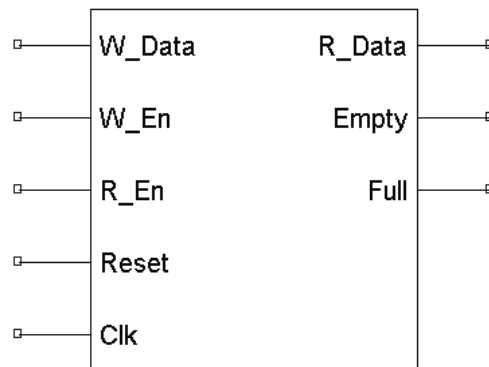 W_Data R_Data
W_En Empty
R_En Full
Reset
Clk